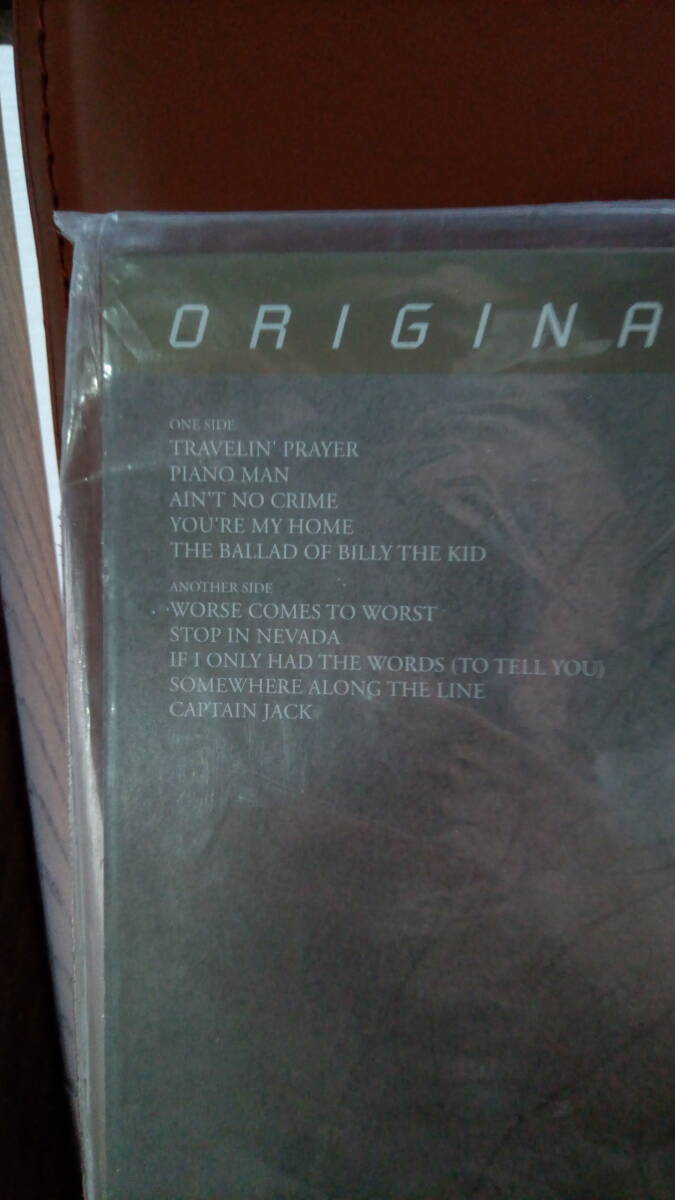 ORIGINA
ONE SIDE
TRAVELIN' PRAYER
PIANO MAN
AIN'T NO CRIME
YOU'RE MY HOME
THE BALLAD OF BILLY THE KID
ANOTHER SIDE
WORSE COMES TO WORST
STOP IN NEVADA
IF I ONLY HAD THE WORDS (TO TELL YOU)
SOMEWHERE ALONG THE LINE
CAPTAIN JACK